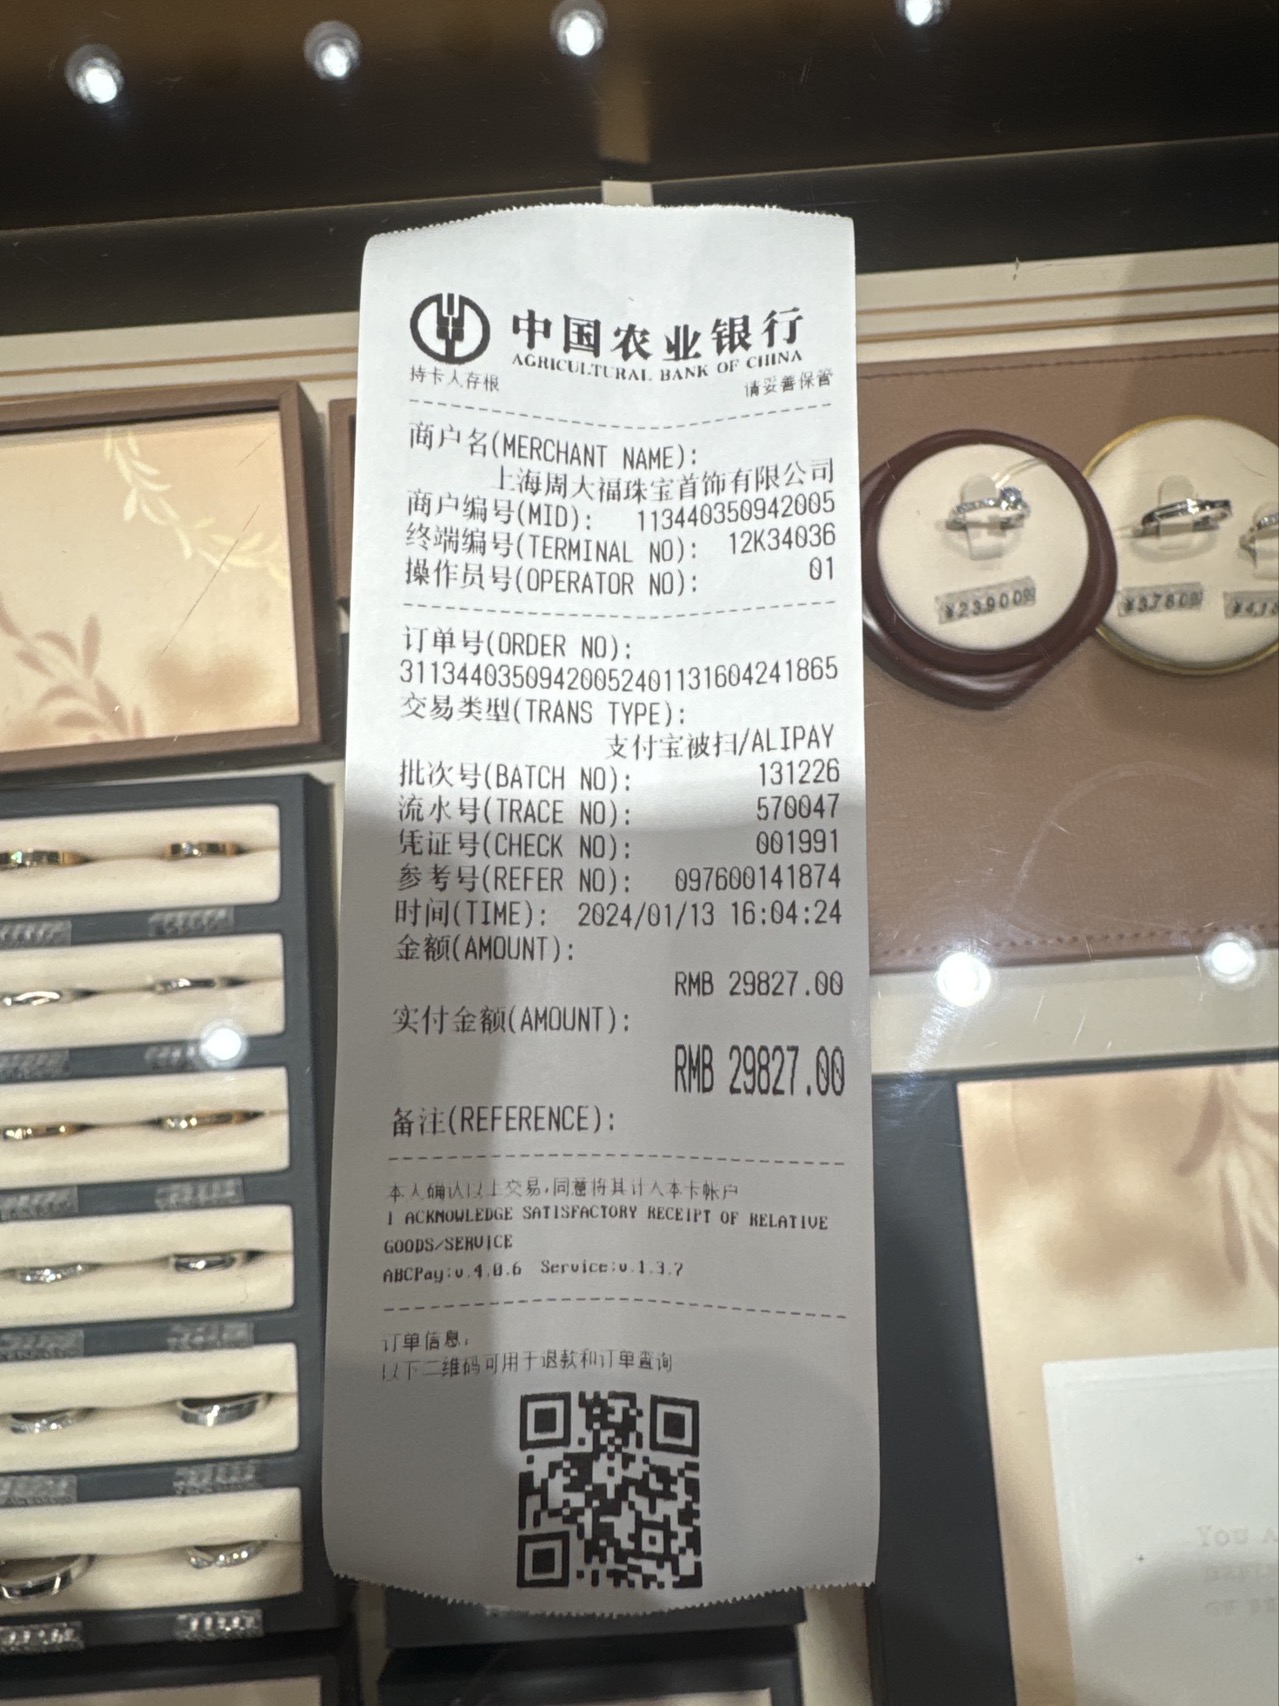 中国农业银行
AGRICULTURAL BANK OF CHINA
持卡人存根
请妥善保管
商户名(MERCHANT NAME):
上海周大福珠宝首饰有限公司
商户编号(MID): 113440350942005
终端编号(TERMINAL NO): 12K34036
操作员号(OPERATOR NO): 01
订单号(ORDER NO):
31134403509420052401131604241865
交易类型(TRANS TYPE):
支付宝被扫/ALIPAY
批次号(BATCH NO): 131226
流水号(TRACE NO): 570047
凭证号(CHECK NO): 001991
参考号(REFER NO): 097600141874
时间(TIME): 2024/01/13 16:04:24
金额(AMOUNT):
RMB 29827.00
实付金额(AMOUNT):
RMB 29827.00
备注(REFERENCE):
本人确认以上交易,同意将其计入本卡帐户
I ACKNOWLEDGE SATISFACTORY RECEIPT OF RELATIVE
GOODS/SERVICE
ABCPay:v.4.0.6 Service:v.1.3.7
订单信息:
以下二维码可用于退款和订单查询
¥23900
¥3780
YOU